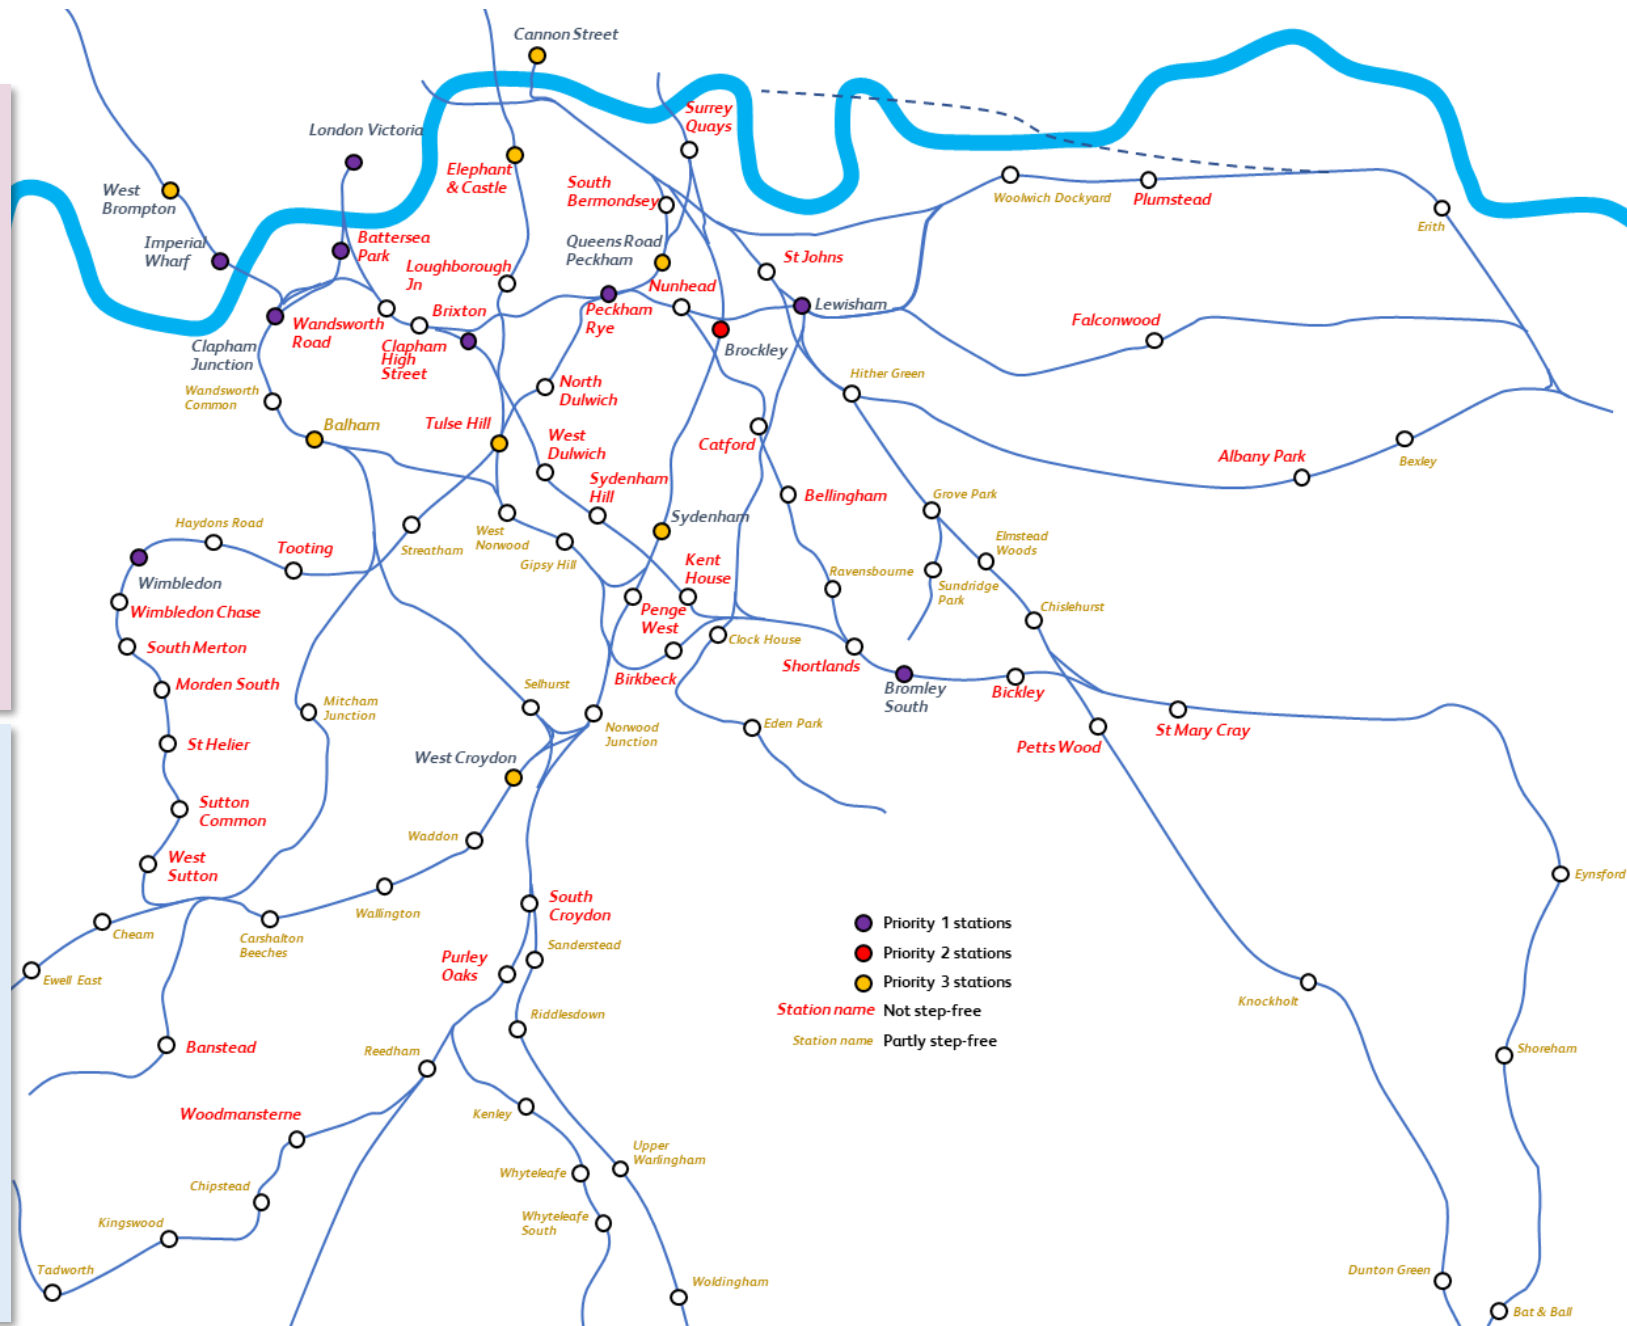 Cannon Street
London Victoria
Surrey
Quays
Elephant
& Castle
West
Brompton
South
Bermondsey
Woolwich Dockyard
Plumstead
Erith
Imperial
Wharf
Battersea
Park
Queens Road
Peckham
St Johns
Loughborough
Jn
Nunhead
Lewisham
Brixton
Peckham
Rye
Wandsworth
Road
Clapham
High
Street
Clapham
Junction
Brockley
Falconwood
Hither Green
Wandsworth
Common
North
Dulwich
Balham
Tulse Hill
West
Dulwich
Catford
Albany Park
Bexley
Sydenham
Hill
Bellingham
Grove Park
Sydenham
Haydons Road
Tooting
Streatham
West
Norwood
Gipsy Hill
Elmstead
Woods
Kent
House
Ravensbourne
Sundridge
Park
Wimbledon
Wimbledon Chase
Penge
West
Chislehurst
South Merton
Clock House
Shortlands
Birkbeck
Morden South
Selhurst
Bromley
South
Bickley
Mitcham
Junction
Norwood
Junction
Eden Park
St Mary Cray
Petts Wood
St Helier
West Croydon
Sutton
Common
Waddon
West
Sutton
Eynsford
South
Croydon
Wallington
Cheam
Carshalton
Beeches
Sanderstead
Purley
Oaks
Ewell East
Priority 1 stations
Priority 2 stations
Priority 3 stations
Station name Not step-free
Station name Partly step-free
Knockholt
Riddlesdown
Banstead
Reedham
Shoreham
Woodmansterne
Kenley
Upper
Warlingham
Whyteleafe
Chipstead
Whyteleafe
South
Kingswood
Tadworth
Woldingham
Dunton Green
Bat & Ball